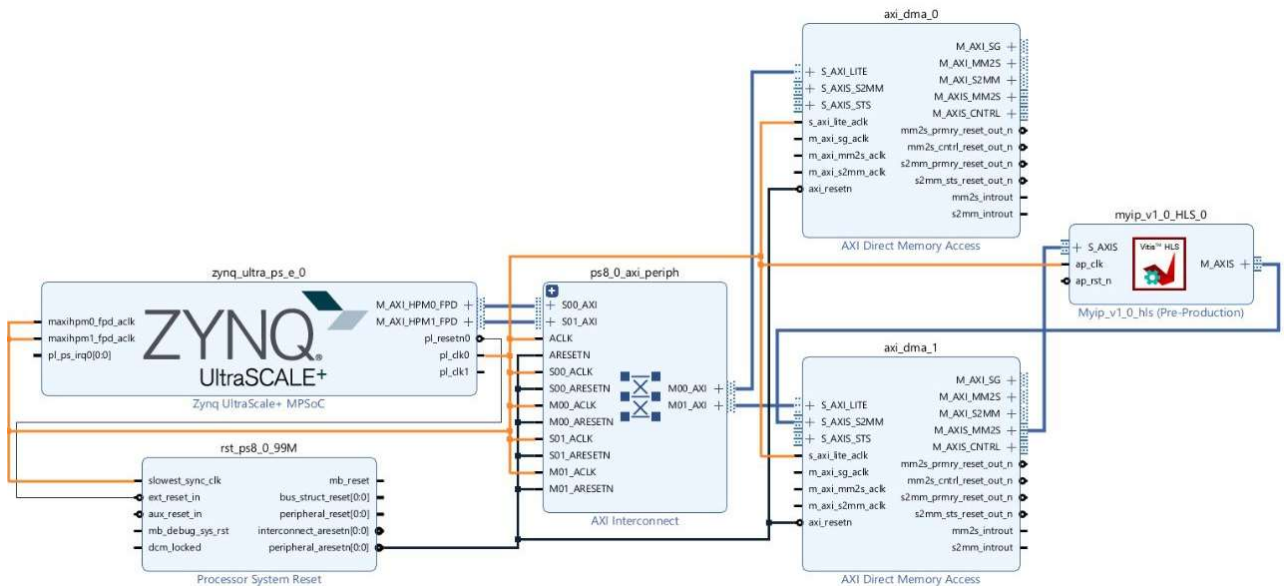 axi_dma_0
M_AXI_SG
S_AXI_LITE
M_AXI_MM2S
S_AXIS_S2MM
M_AXI_S2MM
S_AXIS_STS
M_AXIS_MM2S
s_axi_lite_aclk
M_AXIS_CNTRL
m_axi_sg_aclk
mm2s_prmry_reset_out_n
m_axi_mm2s_aclk
mm2s_cntrl_reset_out_n
m_axi_s2mm_aclk
s2mm_prmry_reset_out_n
axi_resetn
s2mm_sts_reset_out_n
mm2s_introut
s2mm_introut
AXI Direct Memory Access
myip_v1_0_HLS_0
S_AXIS
ap_clk
ap_rst_n
Vitis™ HLS
M_AXIS
Myip_v1_0_hls (Pre-Production)
zynq_ultra_ps_e_0
maxihpm0_fpd_aclk
maxihpm1_fpd_aclk
pl_ps_irq0[0:0]
ZYNQ®
UltraSCALE+
M_AXI_HPM0_FPD
M_AXI_HPM1_FPD
pl_resetn0
pl_clk0
pl_clk1
Zynq UltraScale+ MPSoC
ps8_0_axi_periph
S00_AXI
S01_AXI
ACLK
ARESETN
S00_ACLK
S00_ARESETN
M00_ACLK
M00_ARESETN
S01_ACLK
S01_ARESETN
M01_ACLK
M01_ARESETN
M00_AXI
M01_AXI
AXI Interconnect
rst_ps8_0_99M
slowest_sync_clk
ext_reset_in
aux_reset_in
mb_debug_sys_rst
dcm_locked
mb_reset
bus_struct_reset[0:0]
peripheral_reset[0:0]
interconnect_aresetn[0:0]
peripheral_aresetn[0:0]
Processor System Reset
axi_dma_1
M_AXI_SG
M_AXI_MM2S
S_AXI_LITE
M_AXI_S2MM
S_AXIS_S2MM
M_AXIS_MM2S
S_AXIS_STS
M_AXIS_CNTRL
s_axi_lite_aclk
mm2s_prmry_reset_out_n
m_axi_sg_aclk
mm2s_cntrl_reset_out_n
m_axi_mm2s_aclk
s2mm_prmry_reset_out_n
m_axi_s2mm_aclk
s2mm_sts_reset_out_n
axi_resetn
mm2s_introut
s2mm_introut
AXI Direct Memory Access